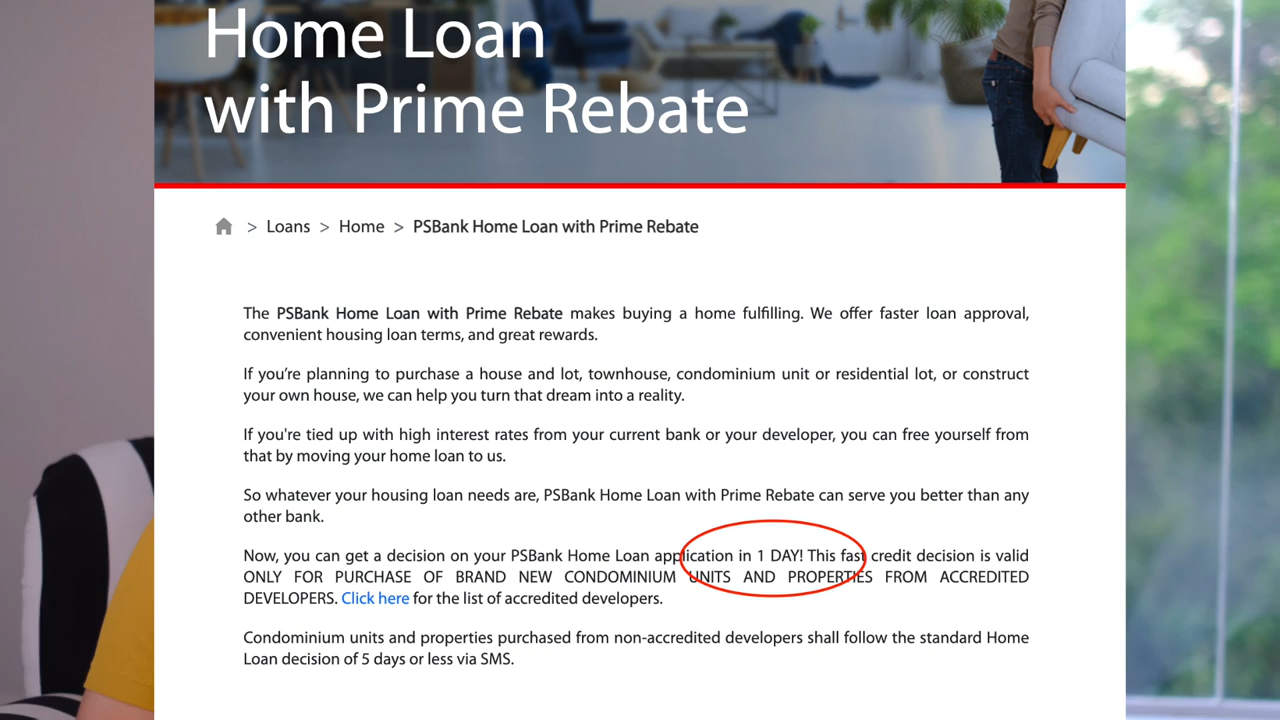 Home Loan
with Prime Rebate
> Loans > Home > PSBank Home Loan with Prime Rebate
The PSBank Home Loan with Prime Rebate makes buying a home fulfilling. We offer faster loan approval,
convenient housing loan terms, and great rewards.
If you’re planning to purchase a house and lot, townhouse, condominium unit or residential lot, or construct
your own house, we can help you turn that dream into a reality.
If you're tied up with high interest rates from your current bank or your developer, you can free yourself from
that by moving your home loan to us.
So whatever your housing loan needs are, PSBank Home Loan with Prime Rebate can serve you better than any
other bank.
Now, you can get a decision on your PSBank Home Loan application in 1 DAY! This fast credit decision is valid
ONLY FOR PURCHASE OF BRAND NEW CONDOMINIUM UNITS AND PROPERTIES FROM ACCREDITED
DEVELOPERS. Click here for the list of accredited developers.
Condominium units and properties purchased from non-accredited developers shall follow the standard Home
Loan decision of 5 days or less via SMS.